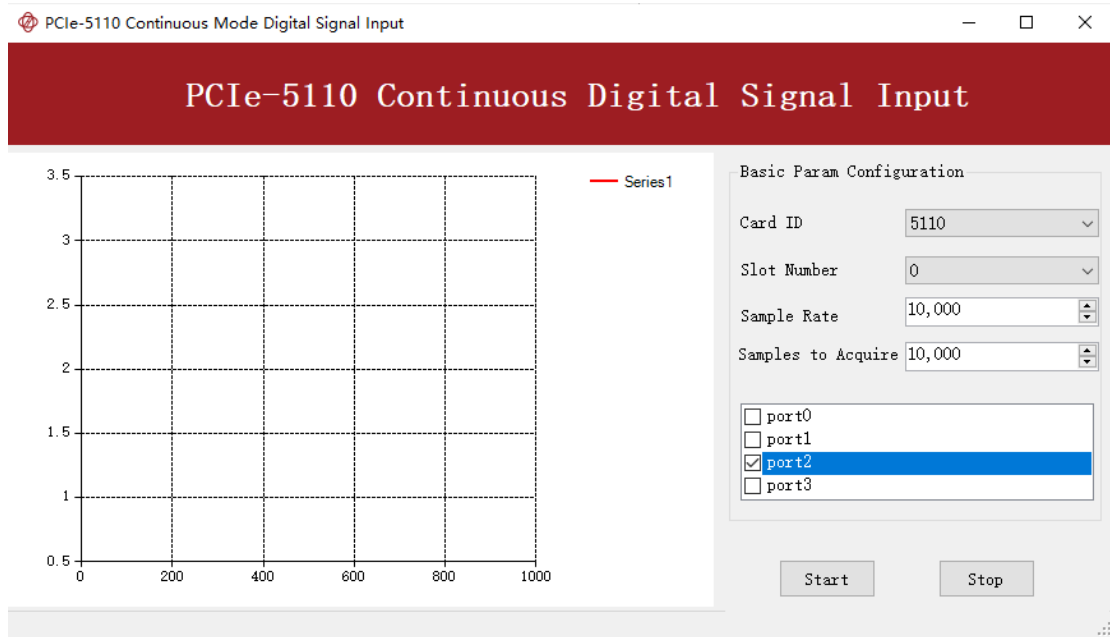 PCIe-5110 Continuous Mode Digital Signal Input
PCIe-5110 Continuous Digital Signal Input
3.5
3
2.5
2
1.5
1
0.5
0 200 400 600 800 1000
Series1
Basic Param Configuration
Card ID 5110
Slot Number 0
Sample Rate 10,000
Samples to Acquire 10,000
port0
port1
port2
port3
Start Stop